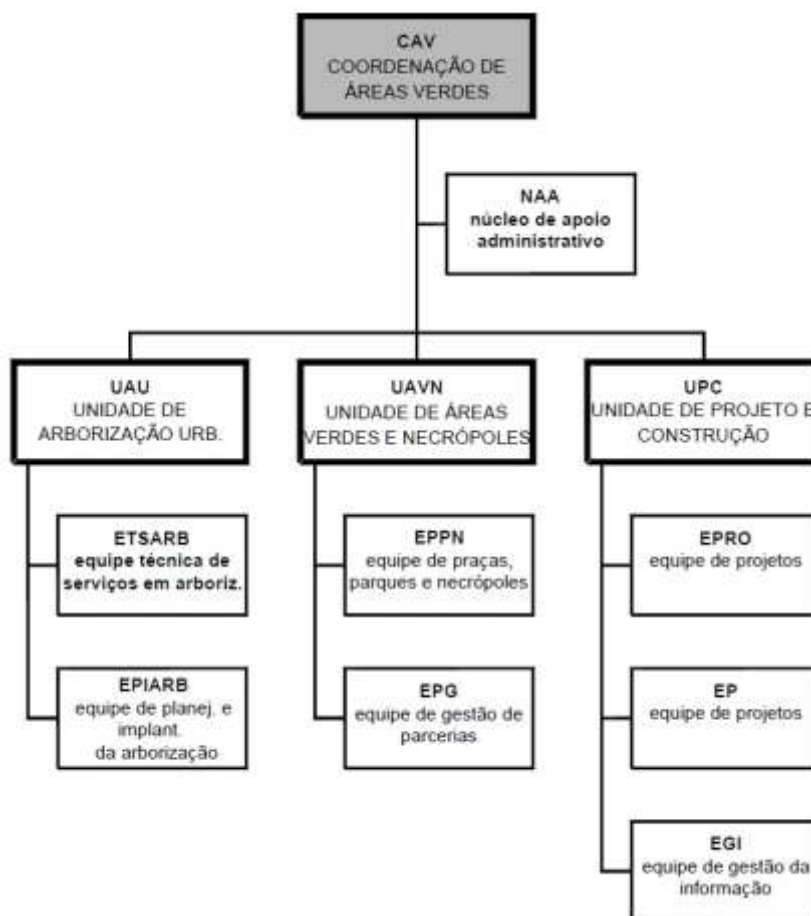 CAV
COORDENAÇÃO DE
ÁREAS VERDES
NAA
núcleo de apoio
administrativo
UAU
UNIDADE DE
ARBORIZAÇÃO URB.
UAVN
UNIDADE DE ÁREAS
VERDES E NECRÓPOLES
UPC
UNIDADE DE PROJETO E
CONSTRUÇÃO
ETSARB
equipe técnica de
serviços em arboriz.
EPPN
equipe de praças,
parques e necrópoles
EPRO
equipe de projetos
EPIARB
equipe de planej. e
implant.
da arborização
EPG
equipe de gestão de
parcerias
EP
equipe de projetos
EGI
equipe de gestão da
informação